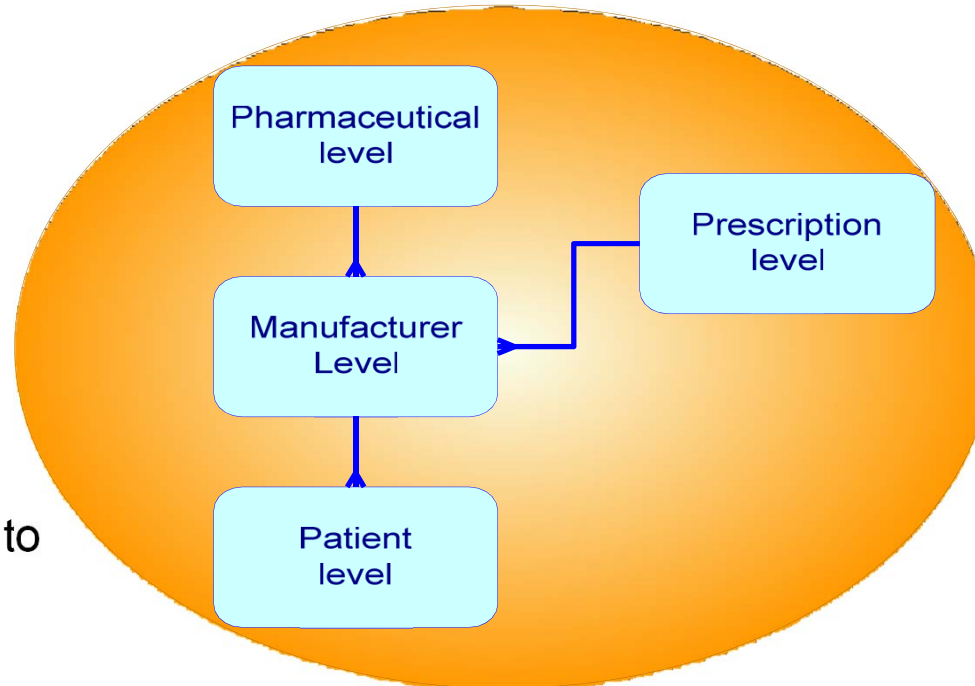 Pharmaceutical
level
Prescription
level
Manufacturer
Level
to
Patient
level